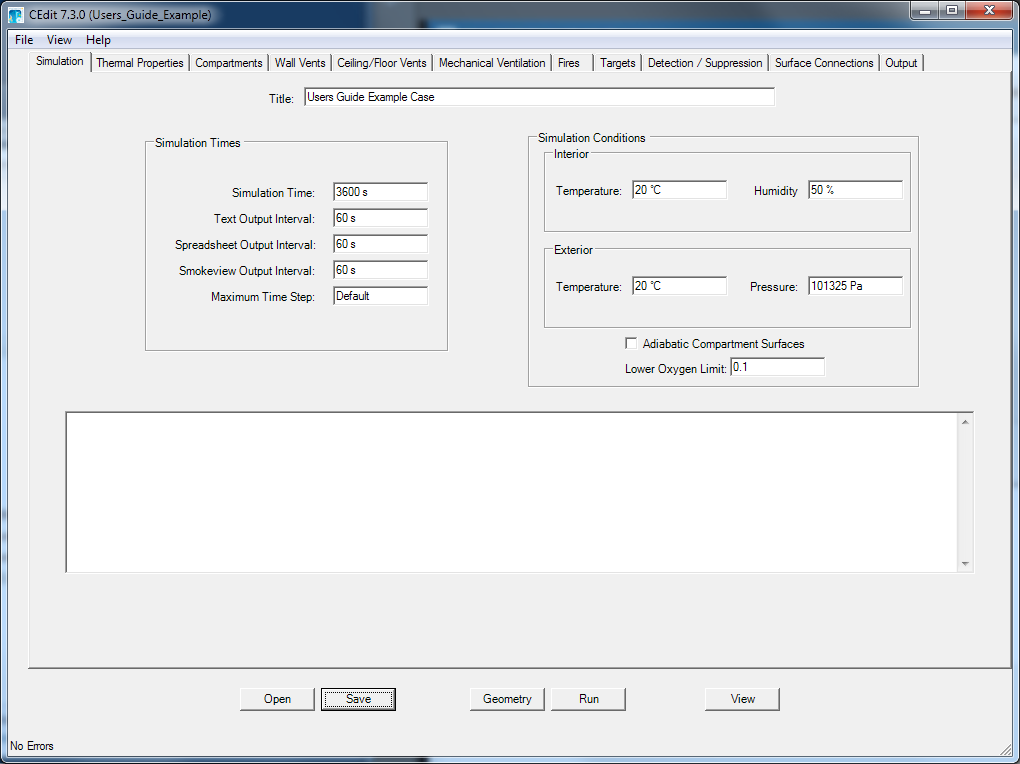 CEdit 7.3.0 (Users_Guide_Example)
File View Help
Simulation Thermal Properties Compartments Wall Vents Ceiling/Floor Vents Mechanical Ventilation Fires Targets Detection / Suppression Surface Connections Output
Title: Users Guide Example Case
Simulation Times
Simulation Time: 3600 s
Text Output Interval: 60 s
Spreadsheet Output Interval: 60 s
Smokeview Output Interval: 60 s
Maximum Time Step: Default
Simulation Conditions
Interior
Temperature: 20 °C Humidity 50 %
Exterior
Temperature: 20 °C Pressure: 101325 Pa
Adiabatic Compartment Surfaces
Lower Oxygen Limit: 0.1
Open Save Geometry Run View
No Errors